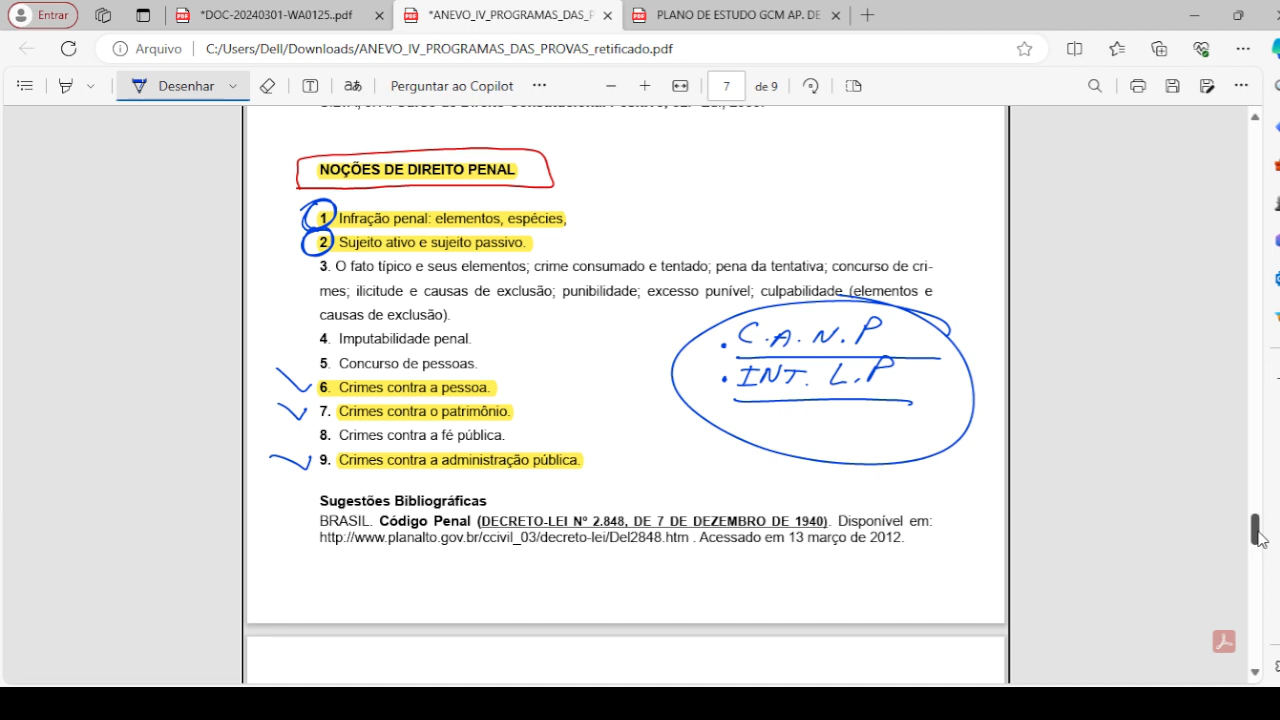 Entrar
*DOC-20240301-WA0125..pdf
*ANEVO_IV_PROGRAMAS_DAS_P
PLANO DE ESTUDO GCM AP. DE
Arquivo
C:/Users/Dell/Downloads/ANEVO_IV_PROGRAMAS_DAS_PROVAS_retificado.pdf
Desenhar
aあ
Perguntar ao Copilot
7
de 9
NOÇÕES DE DIREITO PENAL
1. Infração penal: elementos, espécies,
2. Sujeito ativo e sujeito passivo.
3. O fato típico e seus elementos; crime consumado e tentado; pena da tentativa; concurso de cri-
mes; ilicitude e causas de exclusão; punibilidade; excesso punível; culpabilidade (elementos e
causas de exclusão).
• C.A.N.P
4. Imputabilidade penal.
5. Concurso de pessoas.
• INT. L.P
6. Crimes contra a pessoa.
7. Crimes contra o patrimônio.
8. Crimes contra a fé pública.
9. Crimes contra a administração pública.
Sugestões Bibliográficas
BRASIL. Código Penal (DECRETO-LEI Nº 2.848, DE 7 DE DEZEMBRO DE 1940). Disponível em:
http://www.planalto.gov.br/ccivil_03/decreto-lei/Del2848.htm . Acessado em 13 março de 2012.